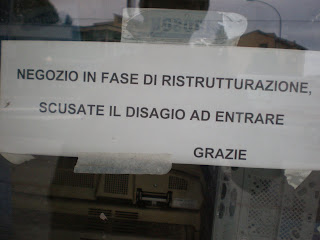 NEGOZIO IN FASE DI RISTRUTTURAZIONE,
SCUSATE IL DISAGIO AD ENTRARE
GRAZIE